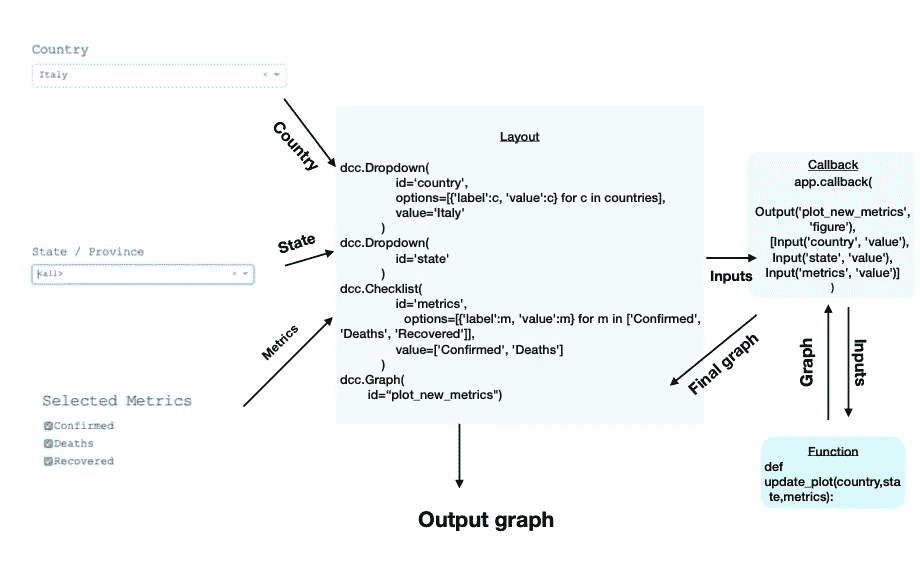 Country
Italy
Country
State / Province
<all>
State
Selected Metrics
Confirmed
Deaths
Recovered
Metrics
Layout
dcc.Dropdown(
id='country',
options=[{'label':c, 'value':c} for c in countries],
value='Italy'
)
dcc.Dropdown(
id='state'
)
dcc.Checklist(
id='metrics',
options=[{'label':m, 'value':m} for m in ['Confirmed',
'Deaths', 'Recovered']],
value=['Confirmed', 'Deaths']
)
dcc.Graph(
id="plot_new_metrics")
Output graph
Inputs
Final graph
Callback
app.callback(
Output('plot_new_metrics',
'figure'),
[Input('country', 'value'),
Input('state', 'value'),
Input('metrics', 'value')]
)
Graph
Inputs
Function
def
update_plot(country,sta
te,metrics):